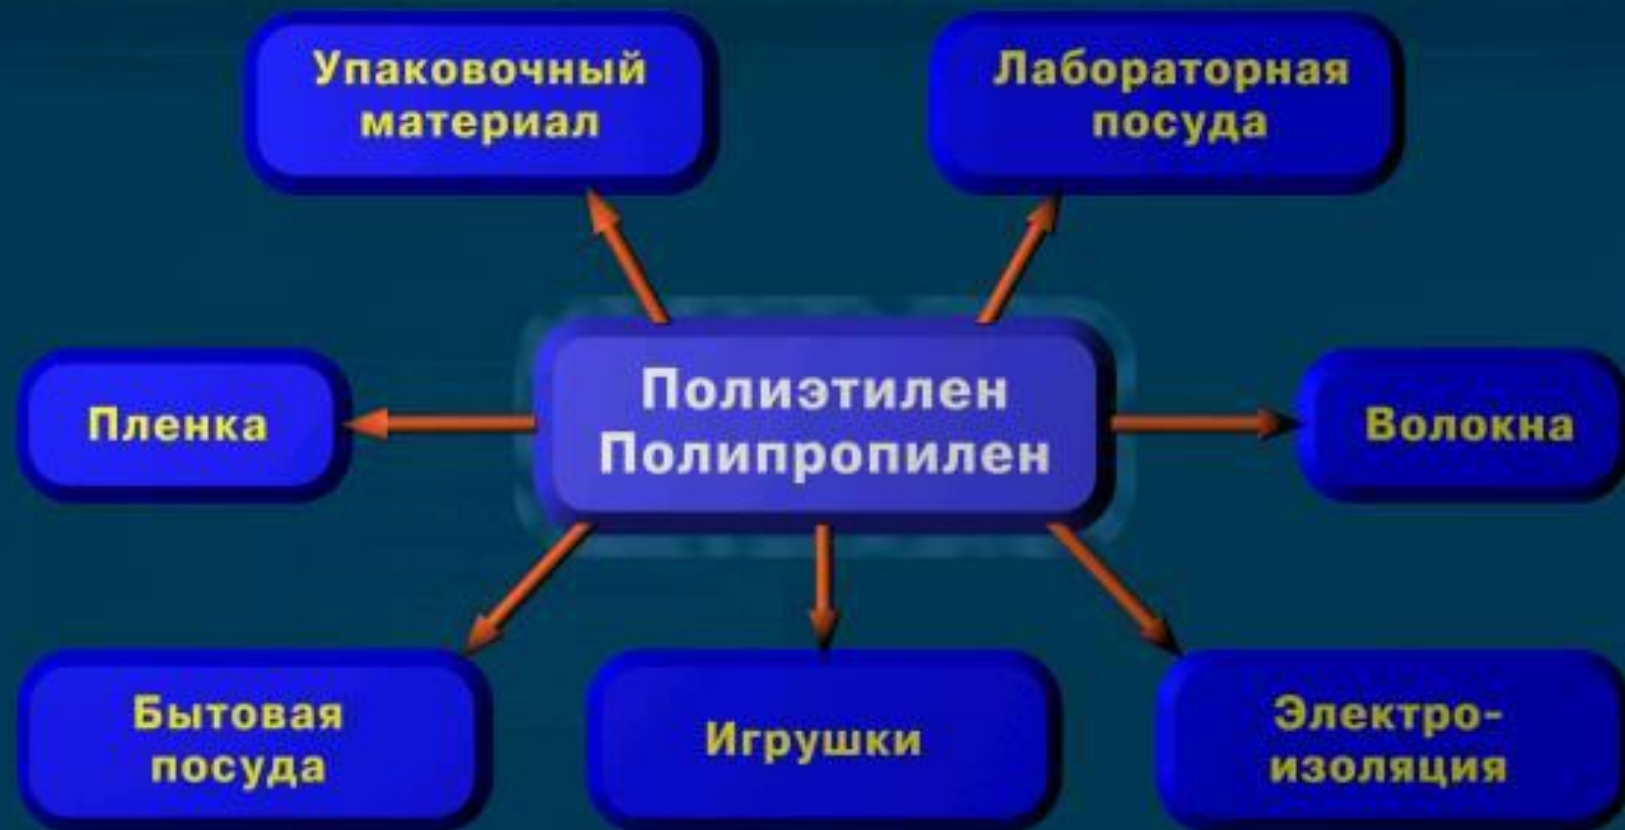 Упаковочный
материал
Лабораторная
посуда
Пленка
Полиэтилен
Полипропилен
Волокна
Бытовая
посуда
Игрушки
Электро-
изоляция